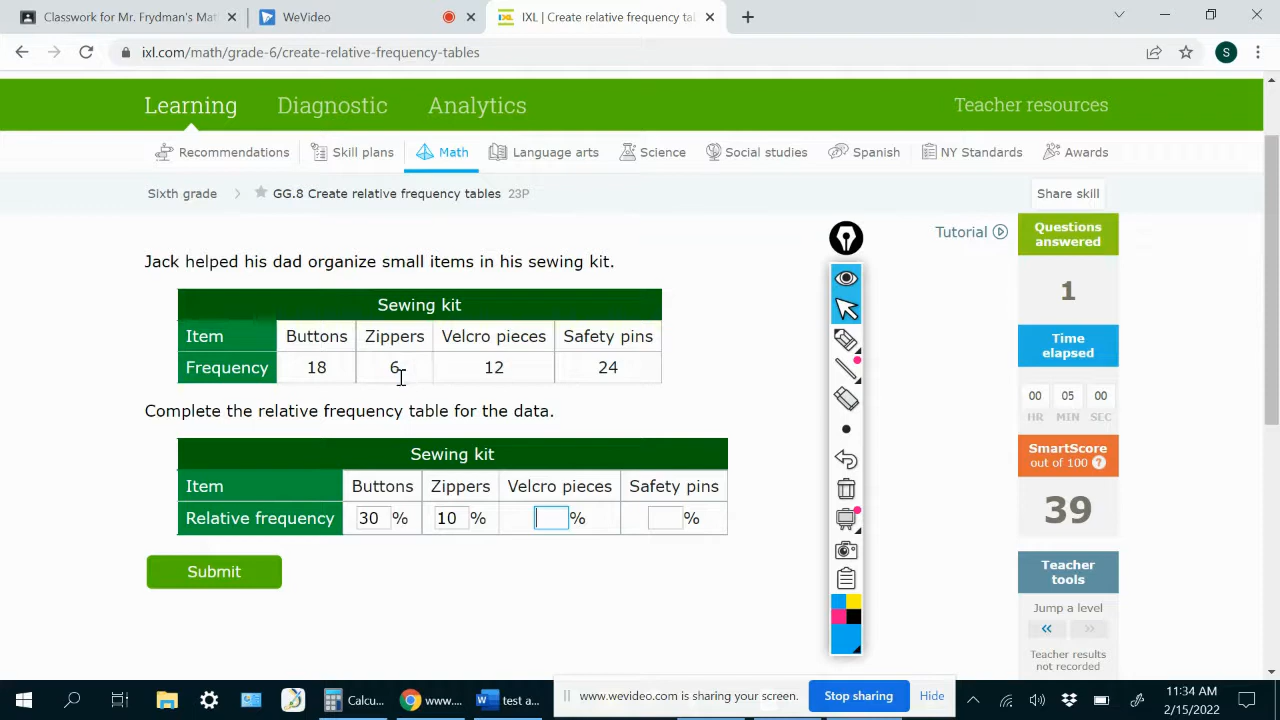 Classwork for Mr. Frydman's Mat
WeVideo
IXL | Create relative frequency tab
ixl.com/math/grade-6/create-relative-frequency-tables
S
Learning Diagnostic Analytics Teacher resources
Recommendations Skill plans Math Language arts Science Social studies Spanish NY Standards Awards
Sixth grade > GG.8 Create relative frequency tables 23P Share skill
Tutorial
Questions answered
1
Jack helped his dad organize small items in his sewing kit.
Sewing kit
Item Buttons Zippers Velcro pieces Safety pins
Frequency 18 6 12 24
Time elapsed
00 05 00
HR MIN SEC
Complete the relative frequency table for the data.
Sewing kit
Item Buttons Zippers Velcro pieces Safety pins
Relative frequency 30 % 10 % % %
SmartScore
out of 100 ?
39
Submit
Teacher tools
Jump a level
Teacher results
not recorded
Calcu...
www....
test a...
www.wevideo.com is sharing your screen.
Stop sharing
Hide
11:34 AM
2/15/2022